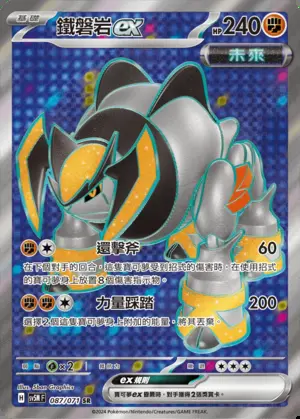 基礎 鐵磐岩ex HP 240
未來
還擊斧 60
在下個對手的回合，這隻寶可夢受到招式的傷害時，在使用招式
的寶可夢身上放置8個傷害指示物。
力量踩踏 200
選擇2個這隻寶可夢身上附加的能量，丟棄。
×2
ex規則
寶可夢ex【昏厥】時，對手獲得2張獎賞卡。
H SV5M F 087/071 SR
©2024 Pokémon/Nintendo/Creatures/GAME FREAK.